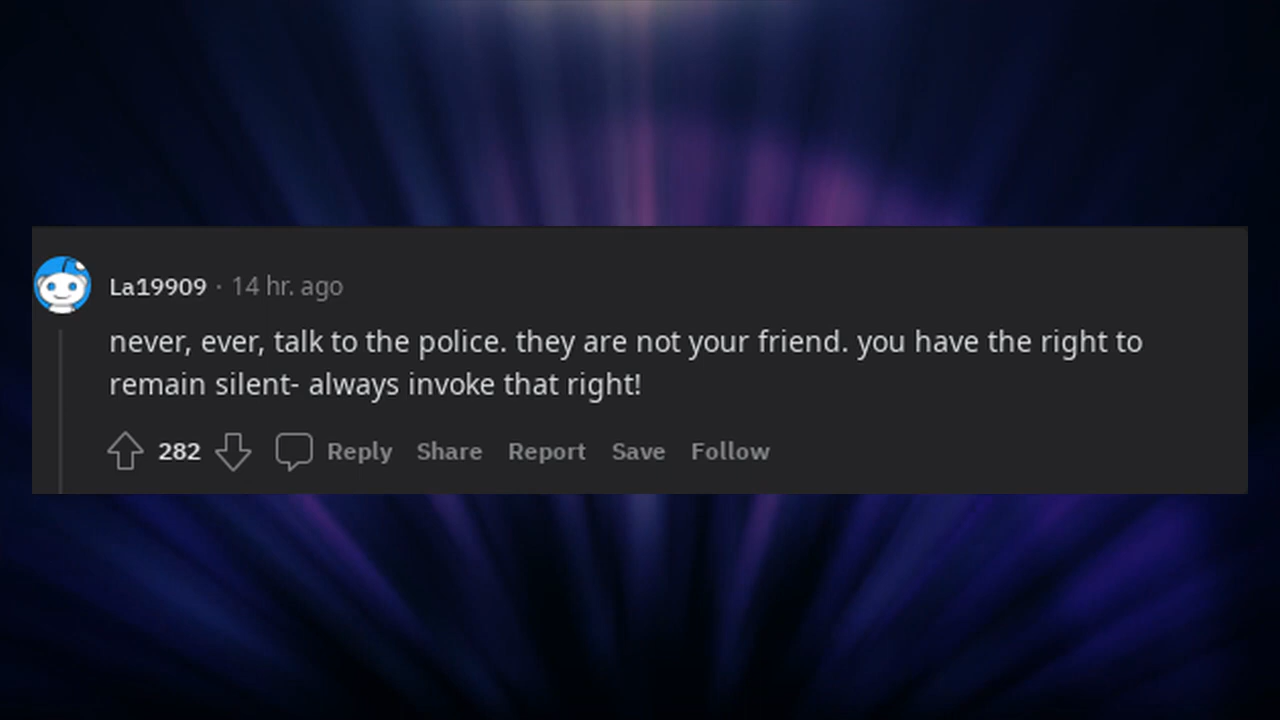 La19909 · 14 hr. ago
never, ever, talk to the police. they are not your friend. you have the right to
remain silent- always invoke that right!
282 Reply Share Report Save Follow